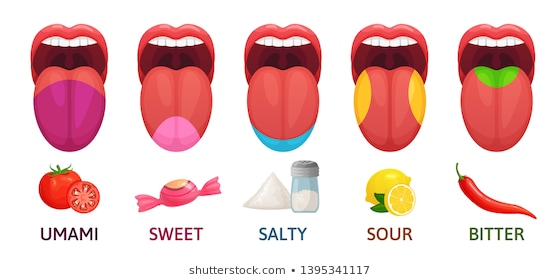 UMAMI SWEET SALTY SOUR BITTER
shutterstock.com • 1395341117